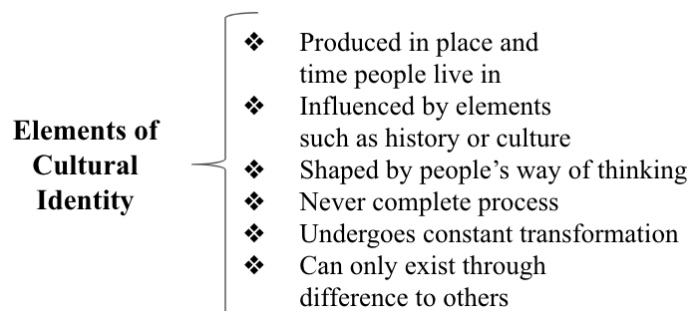 Elements of
Cultural
Identity
❖ Produced in place and
time people live in
❖ Influenced by elements
such as history or culture
❖ Shaped by people’s way of thinking
❖ Never complete process
❖ Undergoes constant transformation
❖ Can only exist through
difference to others